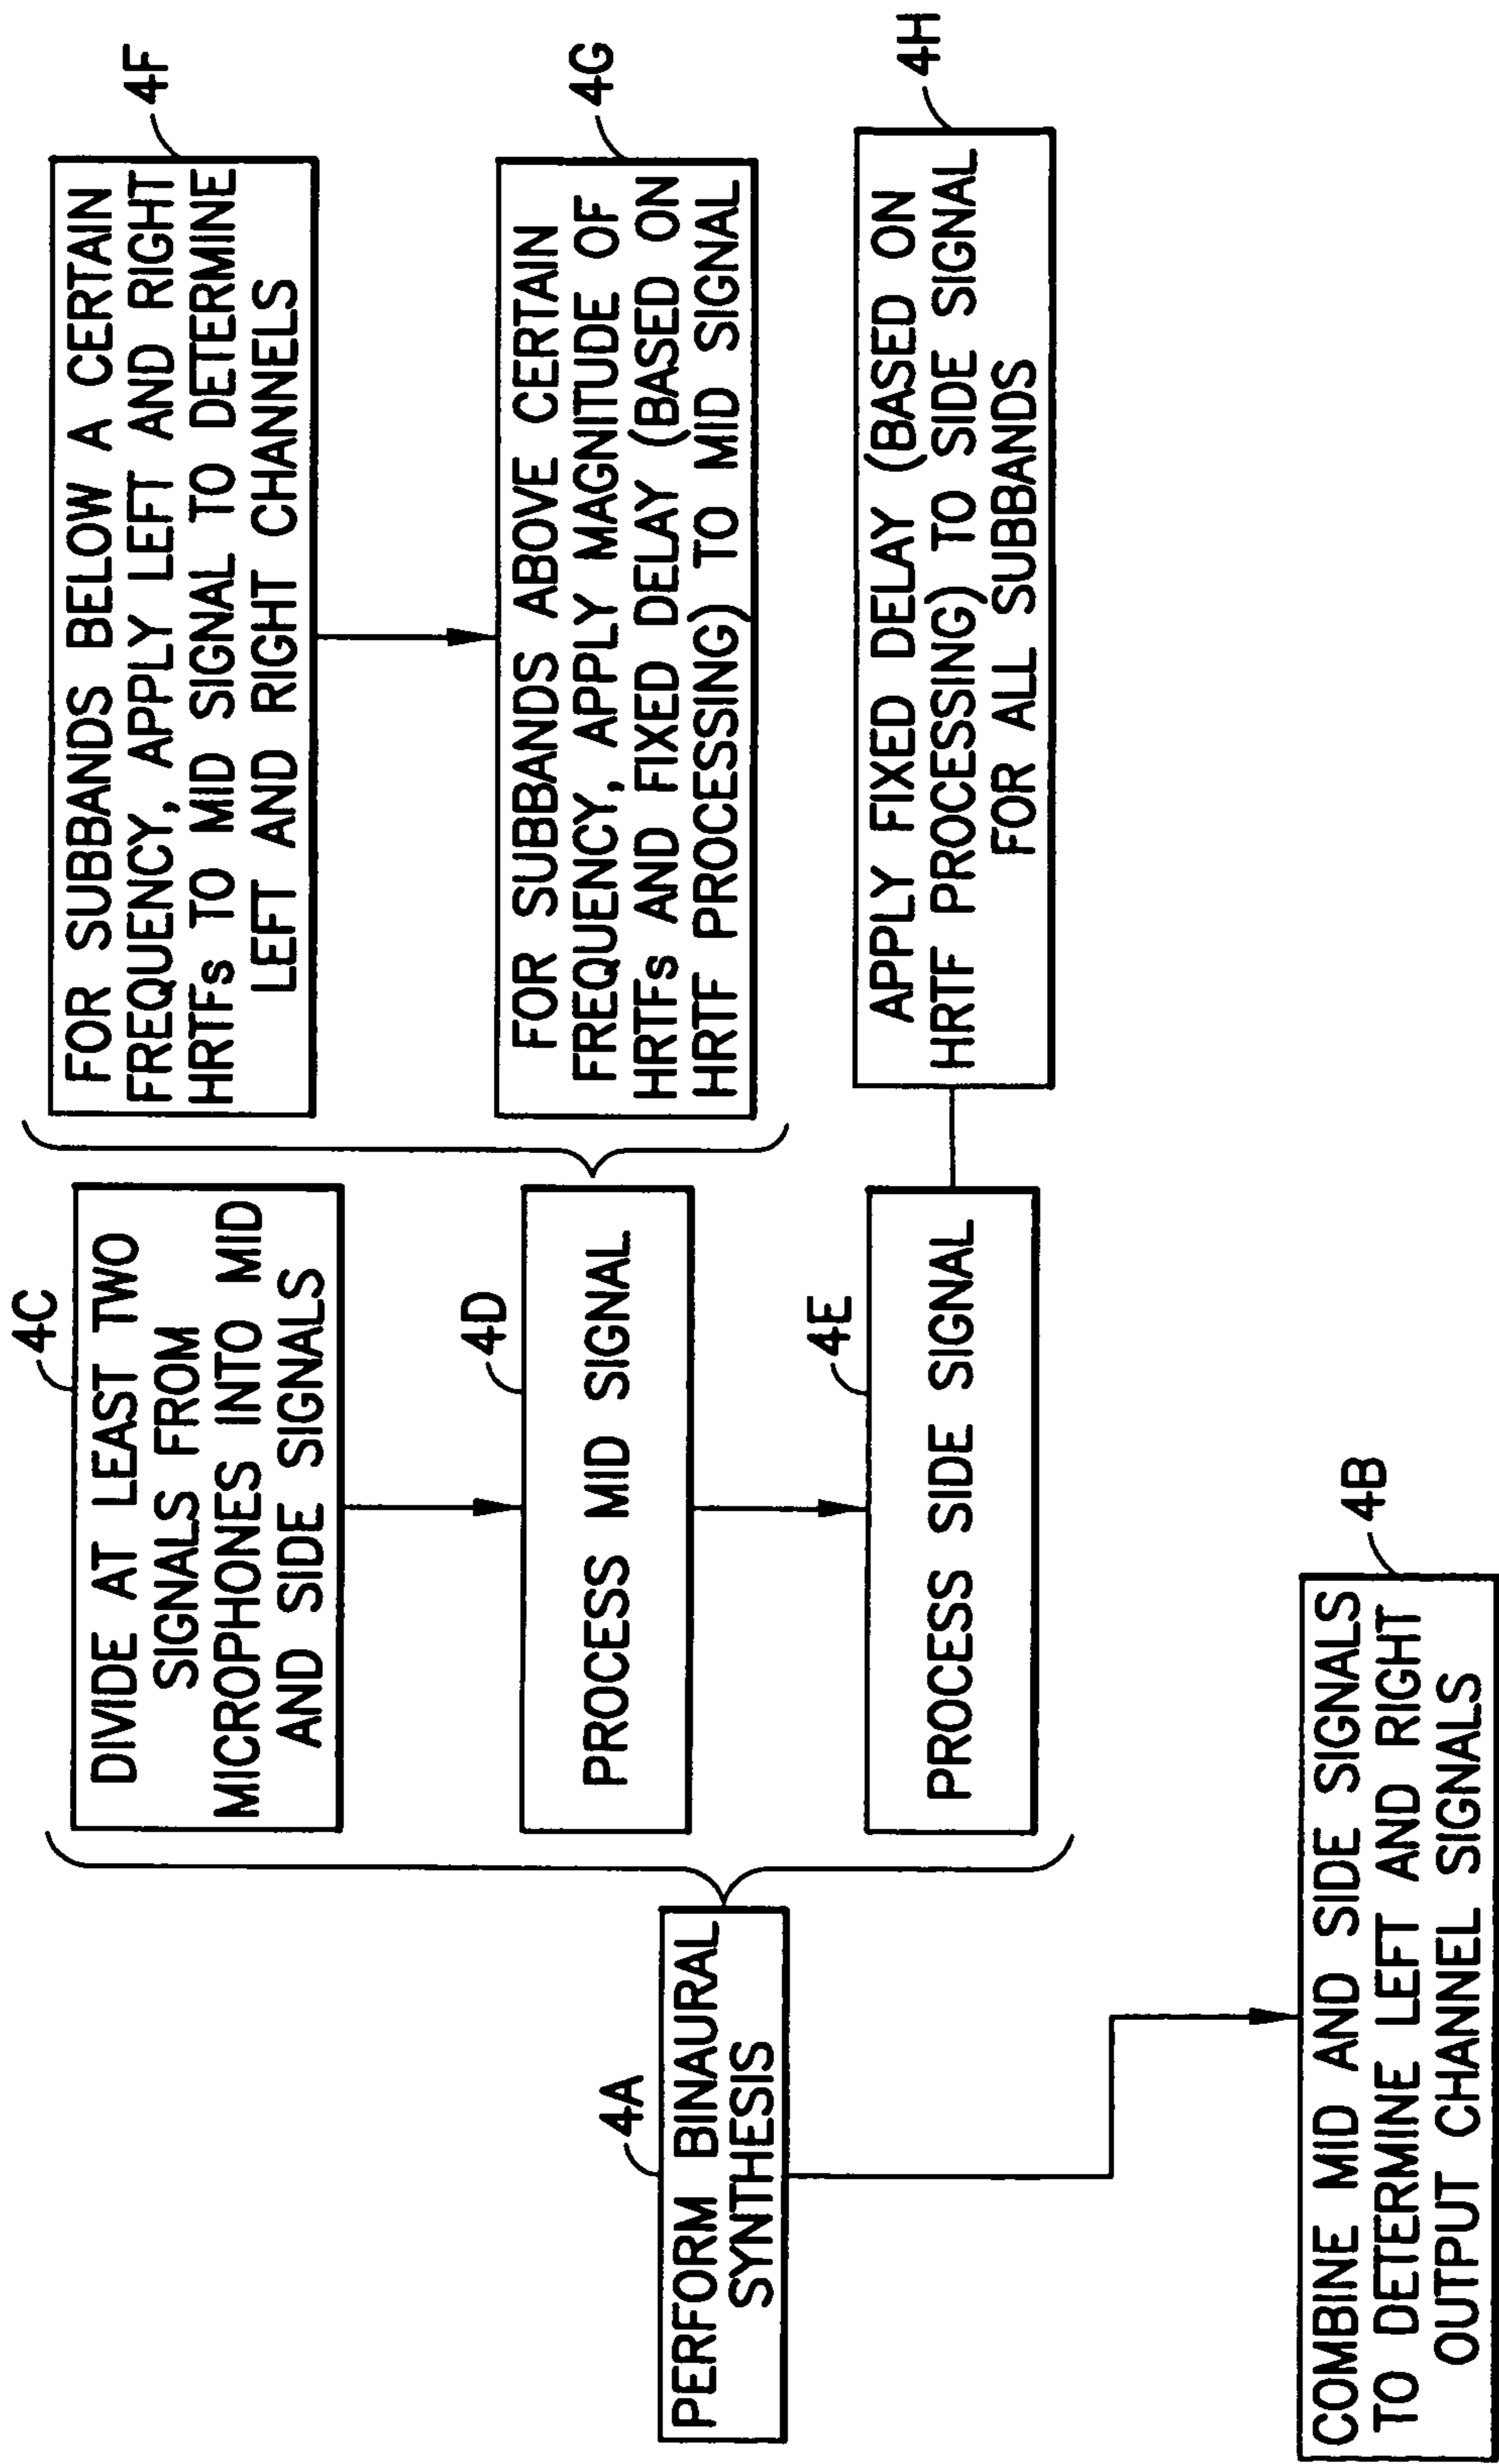 4A
PERFORM BINAURAL
SYNTHESIS
4B
COMBINE MID AND SIDE SIGNALS
TO DETERMINE LEFT AND RIGHT
OUTPUT CHANNEL SIGNALS
4C
DIVIDE AT LEAST TWO
SIGNALS FROM
MICROPHONES INTO MID
AND SIDE SIGNALS
4D
PROCESS MID SIGNAL
4E
PROCESS SIDE SIGNAL
4F
FOR SUBBANDS BELOW A CERTAIN
FREQUENCY, APPLY LEFT AND RIGHT
HRTFs TO MID SIGNAL TO DETERMINE
LEFT AND RIGHT CHANNELS
4G
FOR SUBBANDS ABOVE CERTAIN
FREQUENCY, APPLY MAGNITUDE OF
HRTFs AND FIXED DELAY (BASED ON
HRTF PROCESSING) TO MID SIGNAL
4H
APPLY FIXED DELAY (BASED ON
HRTF PROCESSING) TO SIDE SIGNAL
FOR ALL SUBBANDS